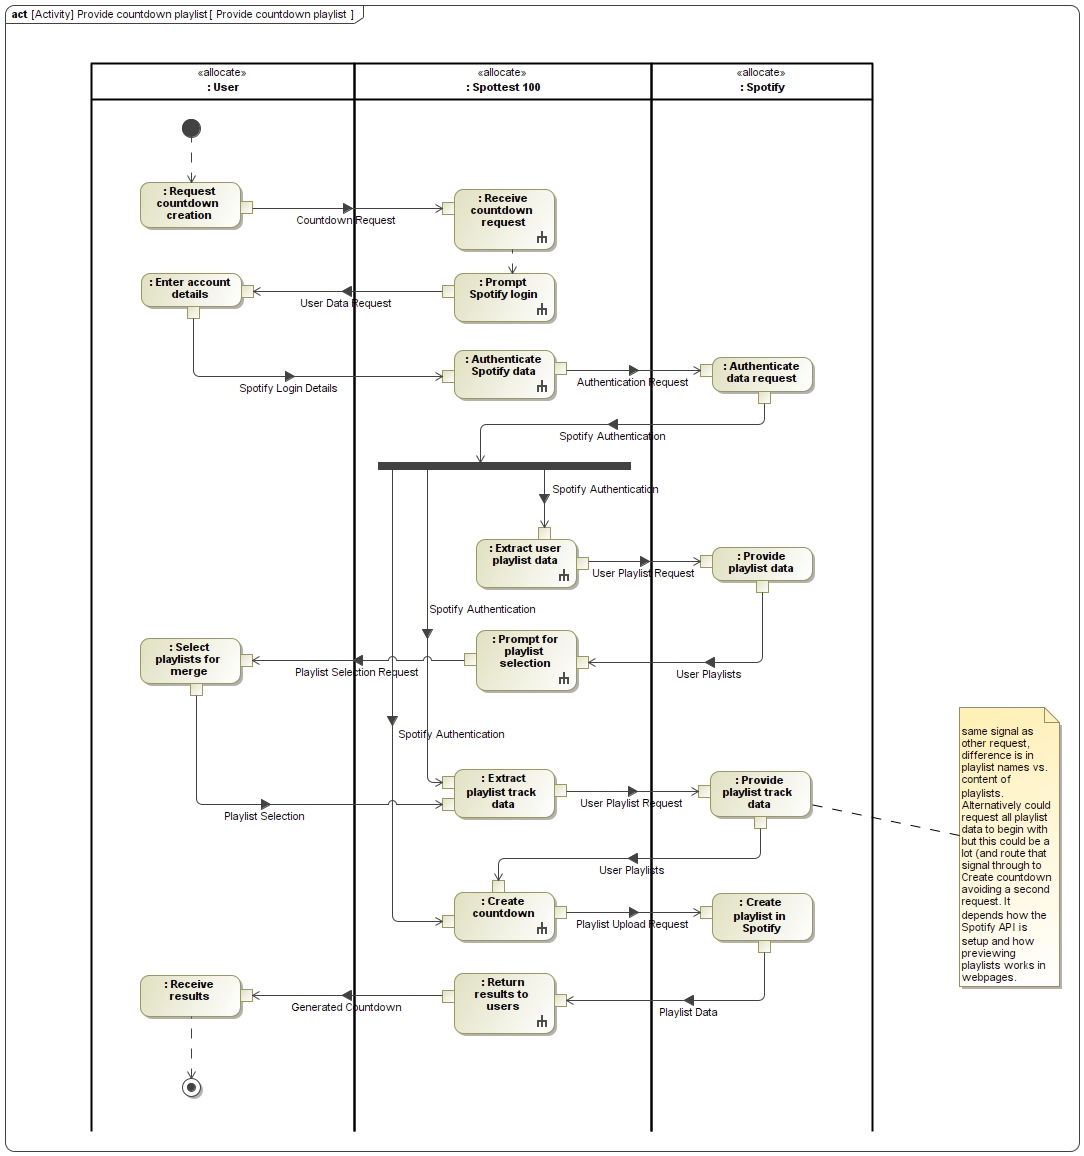 act [Activity] Provide countdown playlist [ Provide countdown playlist ]
«allocate»
: User
«allocate»
: Spottest 100
«allocate»
: Spotify
: Request
countdown
creation
Countdown Request
: Receive
countdown
request
: Enter account
details
User Data Request
: Prompt
Spotify login
Spotify Login Details
: Authenticate
Spotify data
Authentication Request
: Authenticate
data request
Spotify Authentication
Spotify Authentication
: Extract user
playlist data
User Playlist Request
: Provide
playlist data
Spotify Authentication
: Select
playlists for
merge
Playlist Selection Request
: Prompt for
playlist
selection
User Playlists
Spotify Authentication
Playlist Selection
: Extract
playlist track
data
User Playlist Request
: Provide
playlist track
data
User Playlists
: Create
countdown
Playlist Upload Request
: Create
playlist in
Spotify
: Receive
results
Generated Countdown
: Return
results to
users
Playlist Data
same signal as
other request,
difference is in
playlist names vs.
content of
playlists.
Alternatively could
request all playlist
data to begin with
but this could be a
lot (and route that
signal through to
Create countdown
avoiding a second
request. It
depends how the
Spotify API is
setup and how
previewing
playlists works in
webpages.